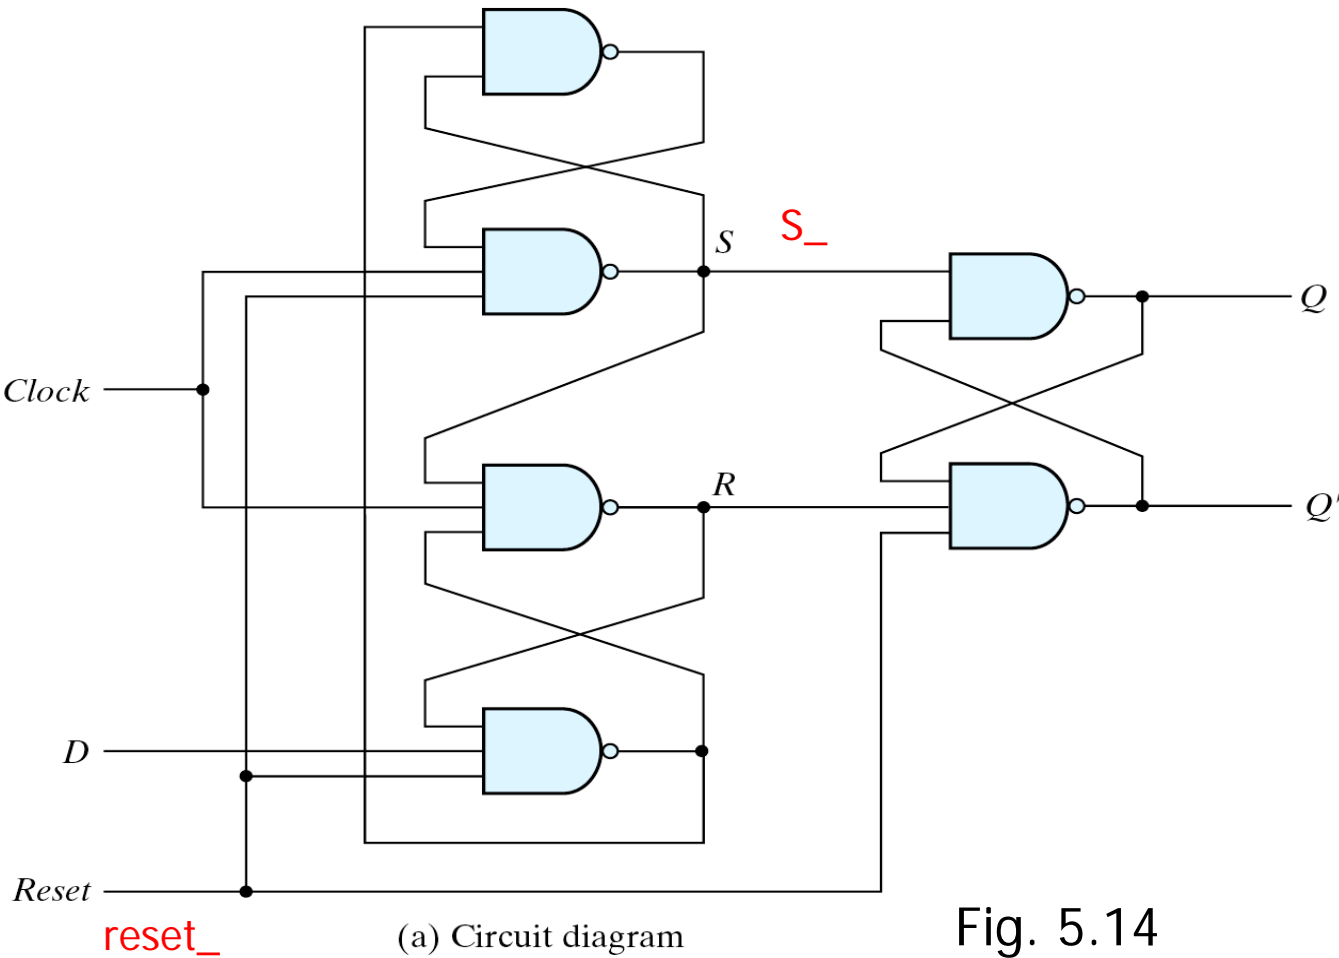 S
S_
Q
Clock
R
Q'
D
Reset
reset_
(a) Circuit diagram
Fig. 5.14